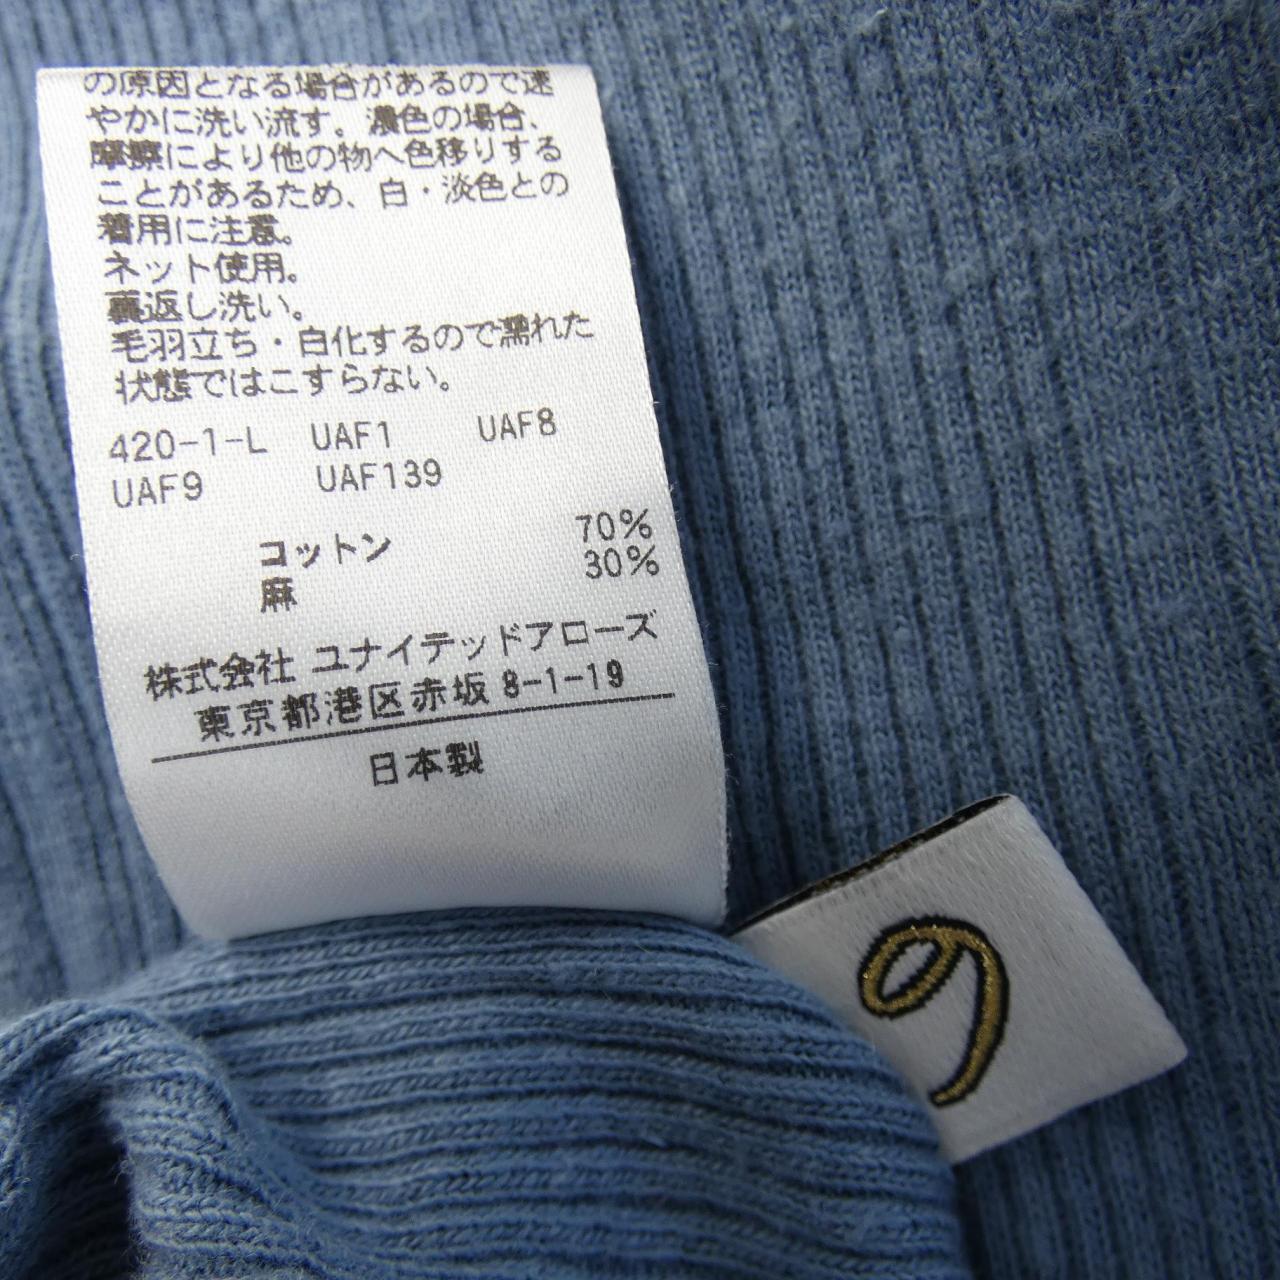 の原因となる場合があるので速
やかに洗い流す。濃色の場合、
摩擦により他の物へ色移りする
ことがあるため、白・淡色との
着用に注意。
ネット使用。
裏返し洗い。
毛羽立ち・白化するので濡れた
状態ではこすらない。
420-1-L UAF1 UAF8
UAF9 UAF139
コットン 70%
麻 30%
株式会社 ユナイテッドアローズ
東京都港区赤坂 8-1-19
日本製